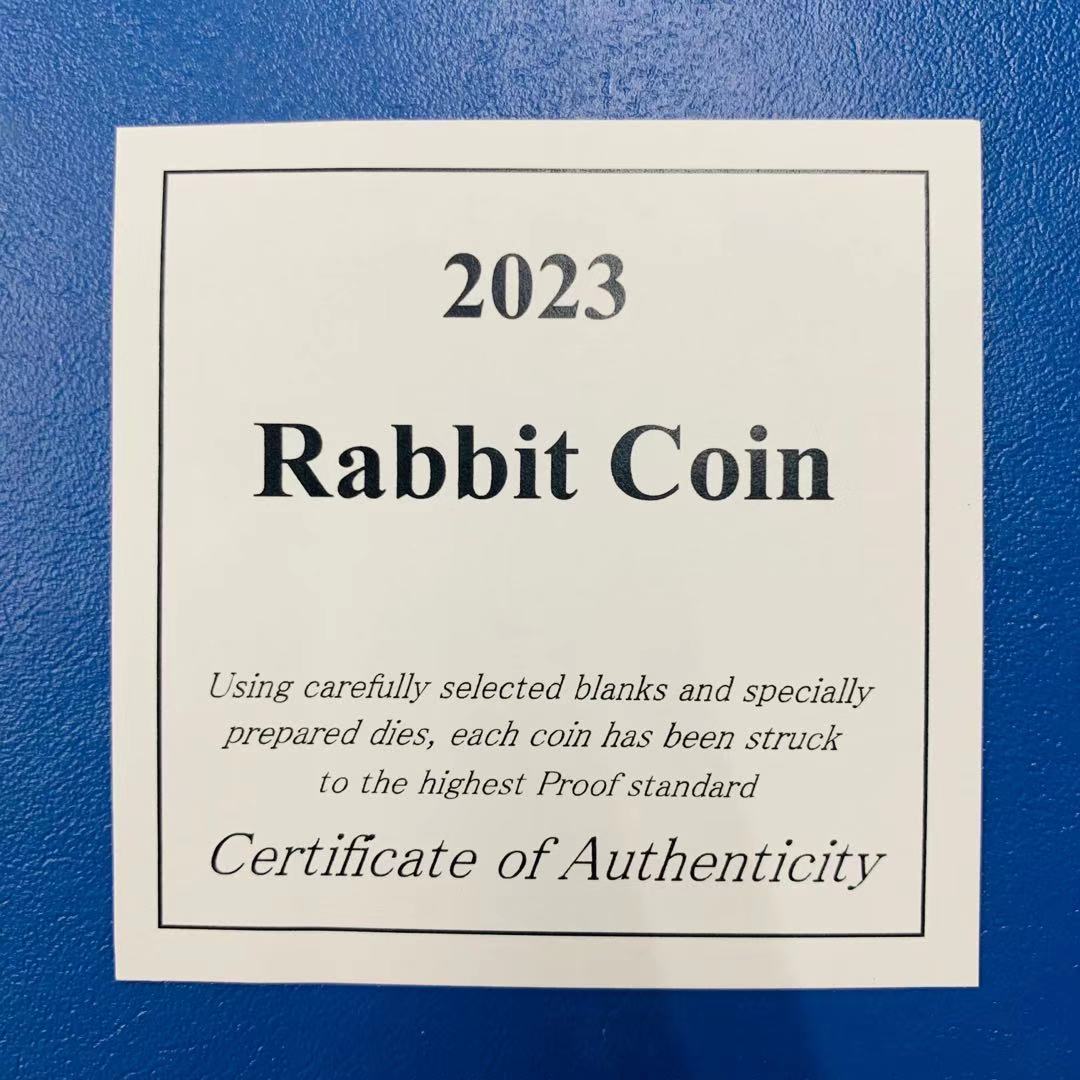 2023
Rabbit Coin
Using carefully selected blanks and specially
prepared dies, each coin has been struck
to the highest Proof standard
Certificate of Authenticity